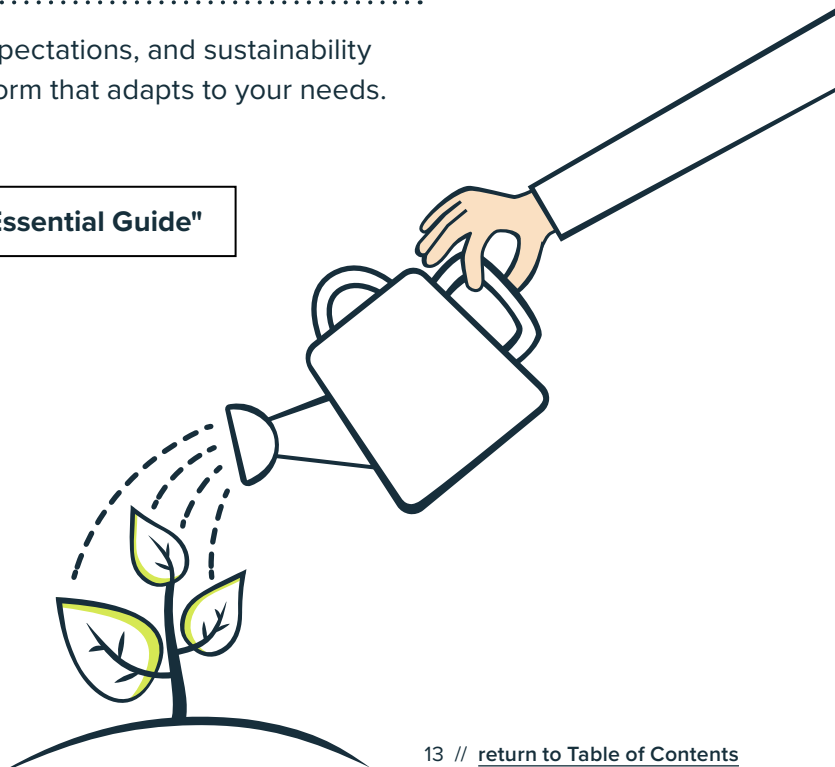 pectations, and sustainability
orm that adapts to your needs.
Essential Guide"
13 // return to Table of Contents